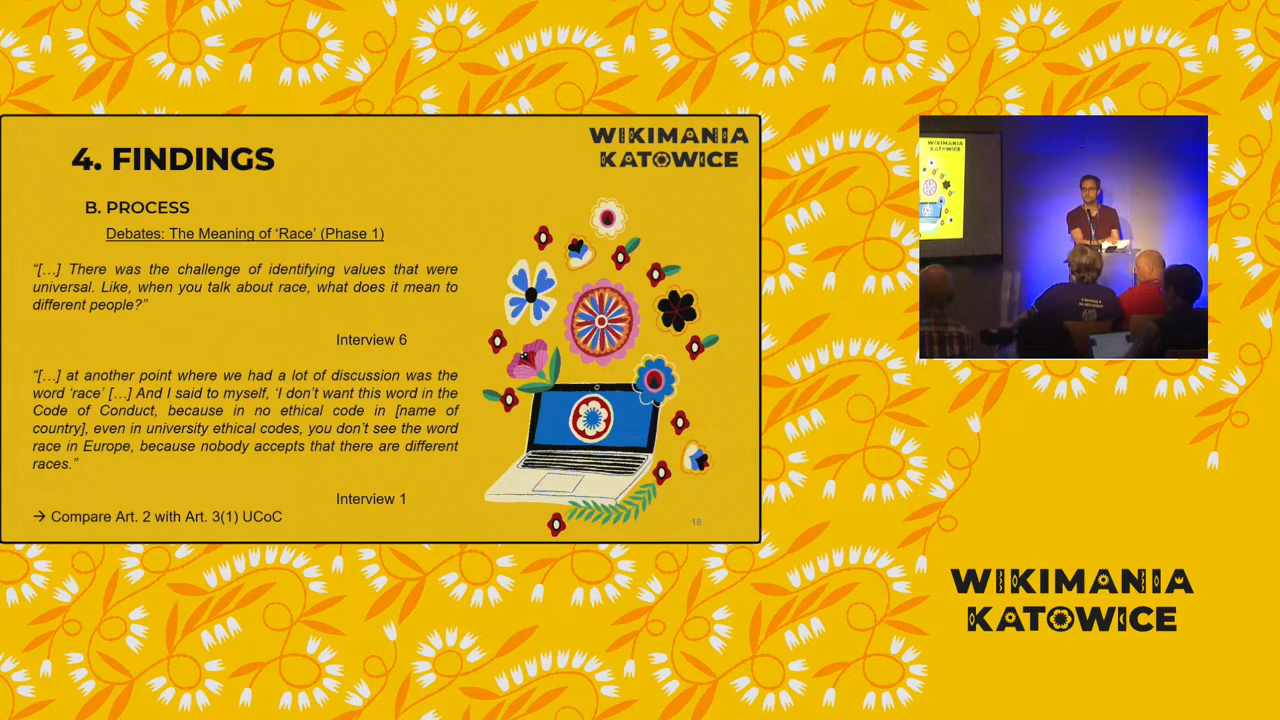 4. FINDINGS
WIKIMANIA
KATOWICE
B. PROCESS
Debates: The Meaning of ‘Race’ (Phase 1)
“[…] There was the challenge of identifying values that were
universal. Like, when you talk about race, what does it mean to
different people?”
Interview 6
“[…] at another point where we had a lot of discussion was the
word ‘race’ […] And I said to myself, ‘I don’t want this word in the
Code of Conduct, because in no ethical code in [name of
country], even in university ethical codes, you don’t see the word
race in Europe, because nobody accepts that there are different
races.”
Interview 1
→ Compare Art. 2 with Art. 3(1) UCoC
18
WIKIMANIA
KATOWICE
WIKIMANIA
KATOWICE